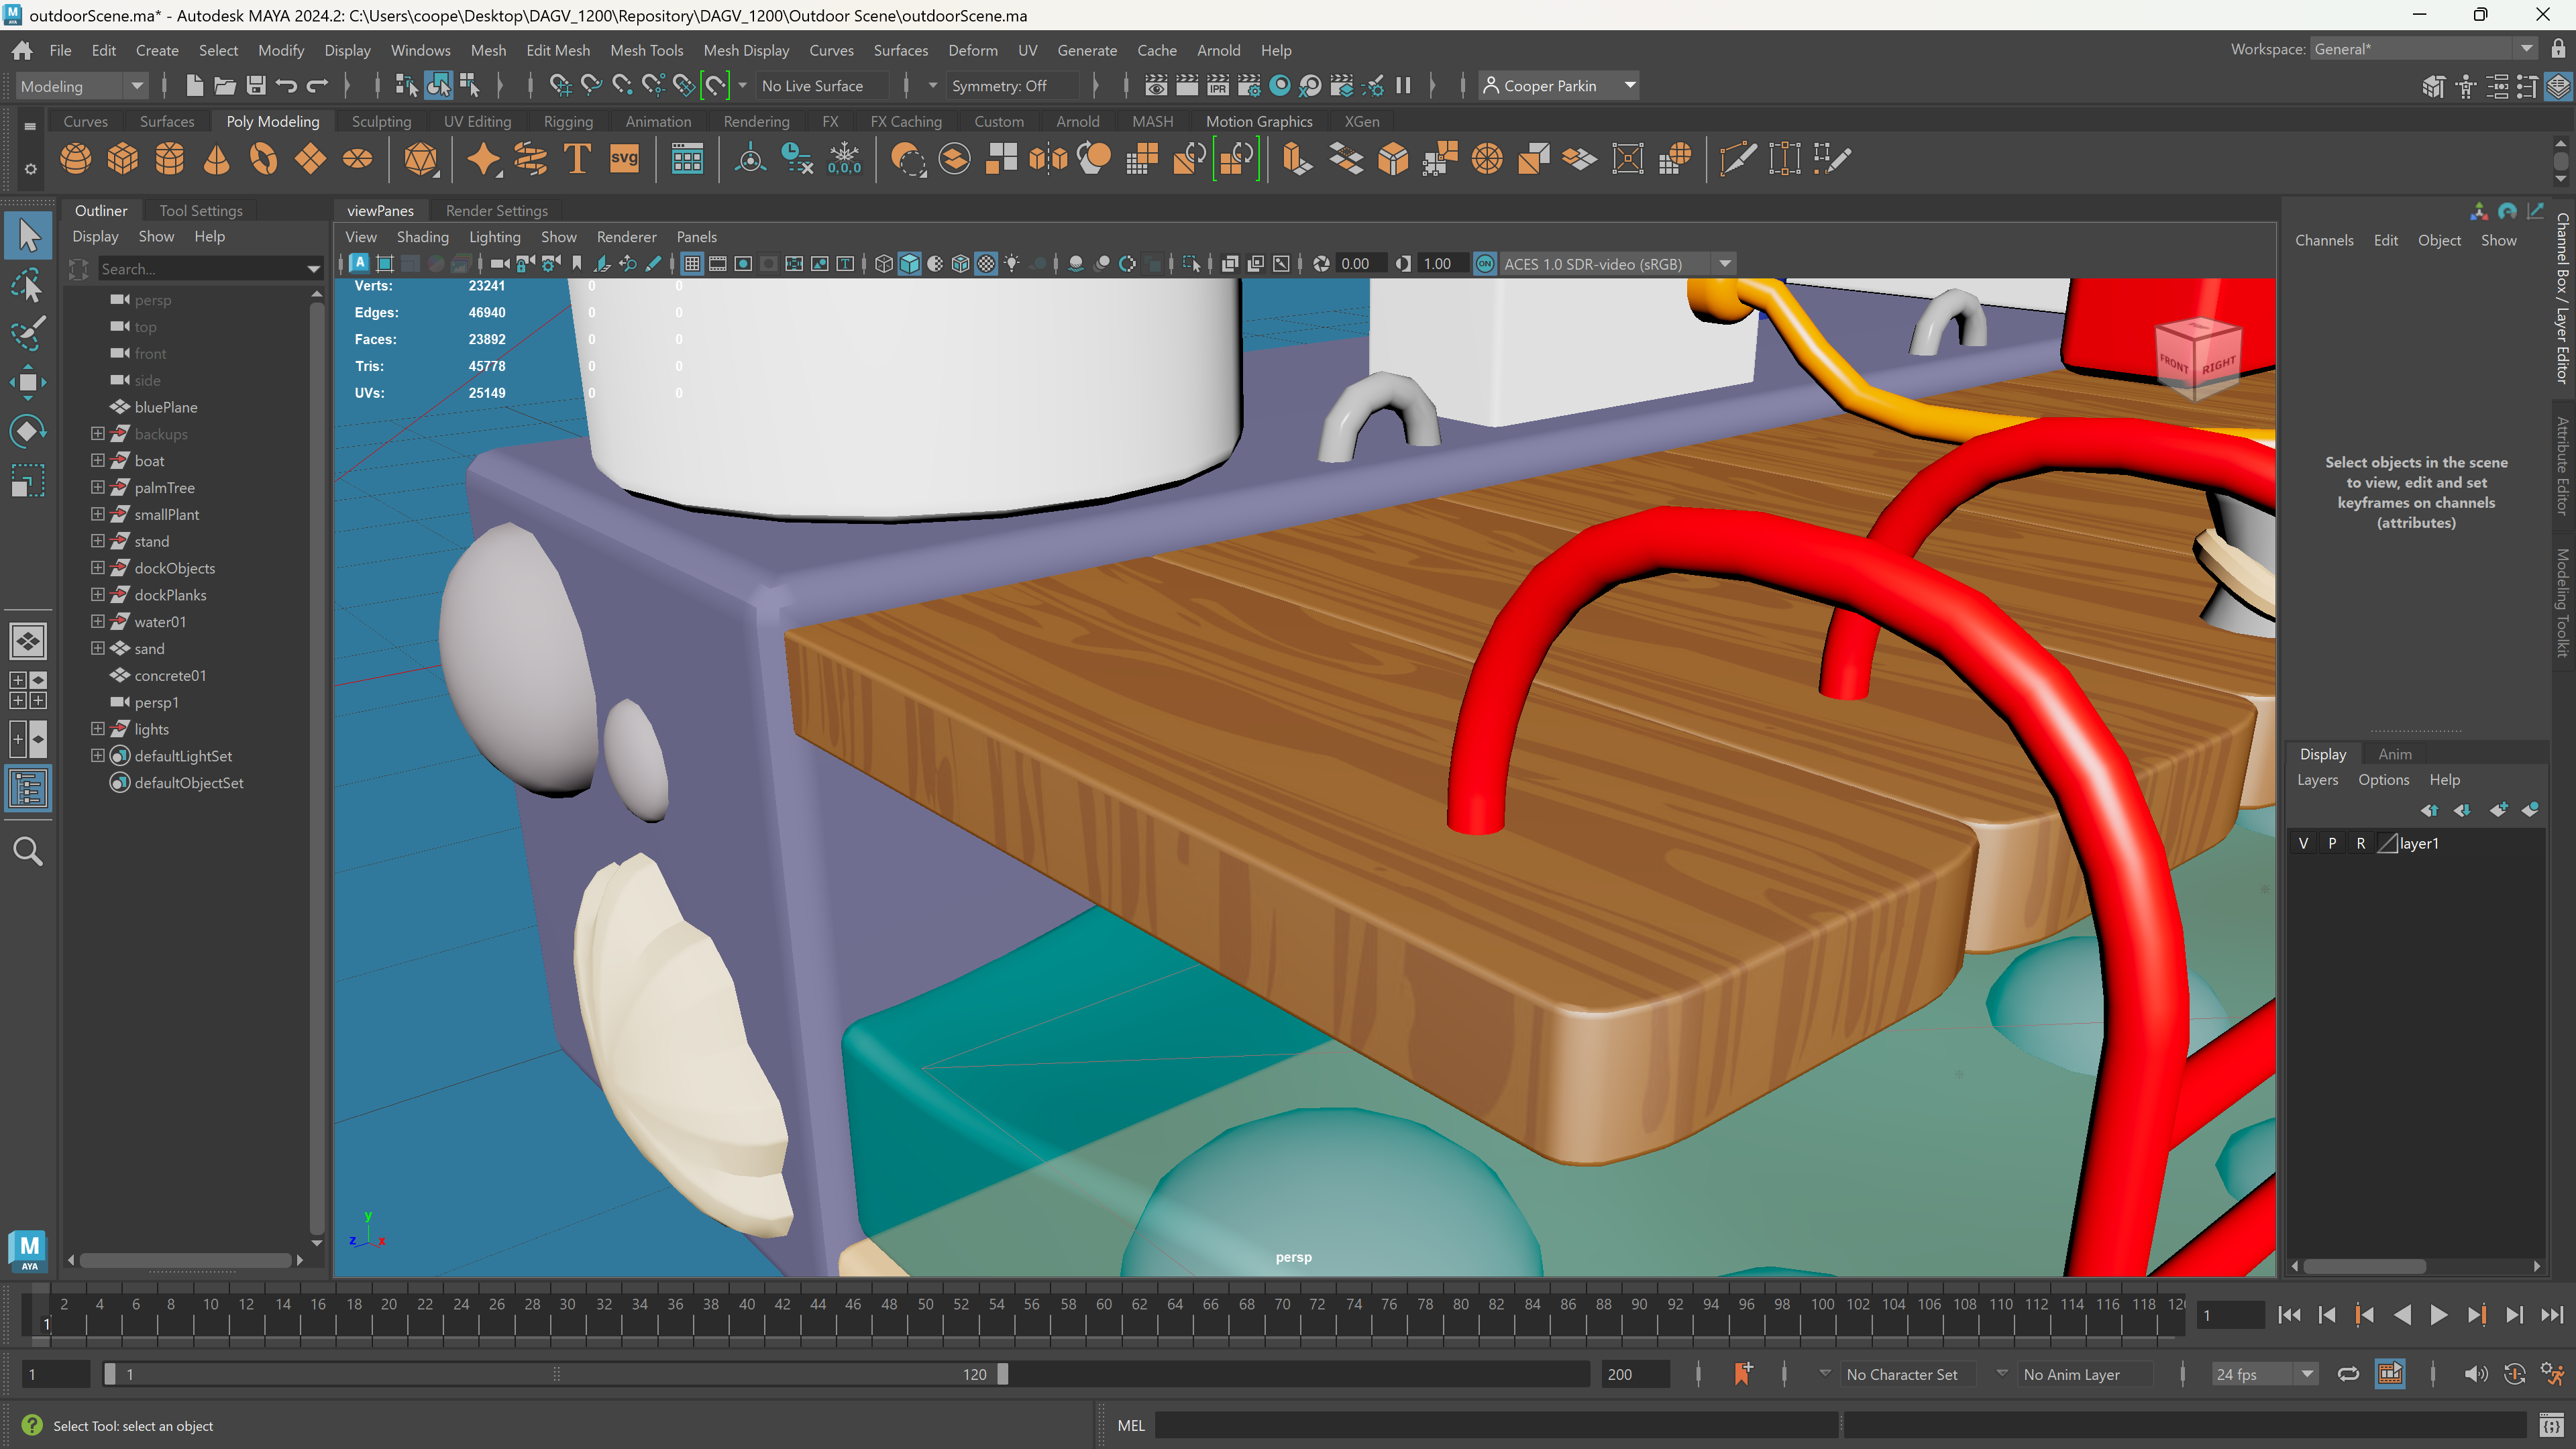 outdoorScene.ma* - Autodesk MAYA 2024.2: C:\Users\coope\Desktop\DAGV_1200\Repository\DAGV_1200\Outdoor Scene\outdoorScene.ma
File Edit Create Select Modify Display Windows Mesh Edit Mesh Mesh Tools Mesh Display Curves Surfaces Deform UV Generate Cache Arnold Help
Workspace: General*
Modeling
No Live Surface
Symmetry: Off
IPR
Cooper Parkin
Curves Surfaces Poly Modeling Sculpting UV Editing Rigging Animation Rendering FX FX Caching Custom Arnold MASH Motion Graphics XGen
T
svg
0,0,0
Outliner Tool Settings
Display Show Help
Search...
persp
top
front
side
bluePlane
backups
boat
palmTree
smallPlant
stand
dockObjects
dockPlanks
water01
sand
concrete01
persp1
lights
defaultLightSet
defaultObjectSet
viewPanes Render Settings
View Shading Lighting Show Renderer Panels
0.00
1.00
ON
ACES 1.0 SDR-video (sRGB)
Verts: 23241 0 0
Edges: 46940 0 0
Faces: 23892 0 0
Tris: 45778 0 0
UVs: 25149 0 0
FRONT
RIGHT
y
z
x
persp
Channels Edit Object Show
Select objects in the scene
to view, edit and set
keyframes on channels
(attributes)
Channel Box / Layer Editor
Attribute Editor
Modeling Toolkit
Display Anim
Layers Options Help
V P R layer1
M
AYA
2 4 6 8 10 12 14 16 18 20 22 24 26 28 30 32 34 36 38 40 42 44 46 48 50 52 54 56 58 60 62 64 66 68 70 72 74 76 78 80 82 84 86 88 90 92 94 96 98 100 102 104 106 108 110 112 114 116 118
1
1
1
1
120
200
No Character Set
No Anim Layer
24 fps
Select Tool: select an object
MEL